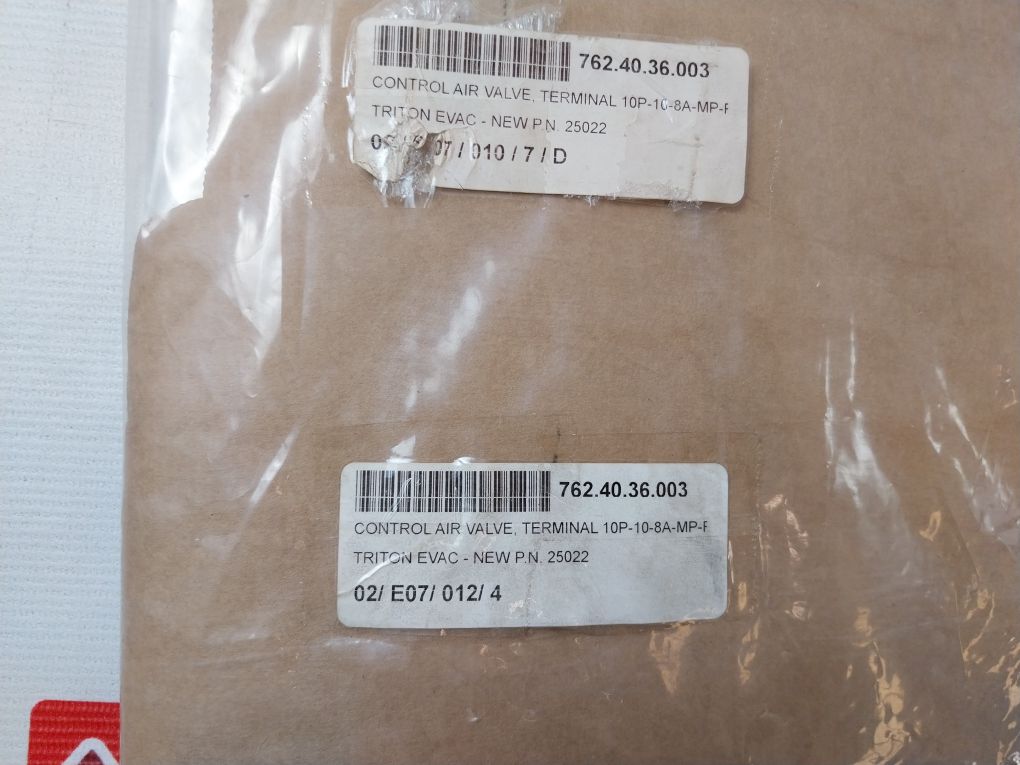 762.40.36.003
CONTROL AIR VALVE, TERMINAL 10P-10-8A-MP-
TRITON EVAC - NEW P.N. 25022
07 / 010 / 7 / D
762.40.36.003
CONTROL AIR VALVE, TERMINAL 10P-10-8A-MP-
TRITON EVAC - NEW P.N. 25022
02/ E07/ 012/ 4